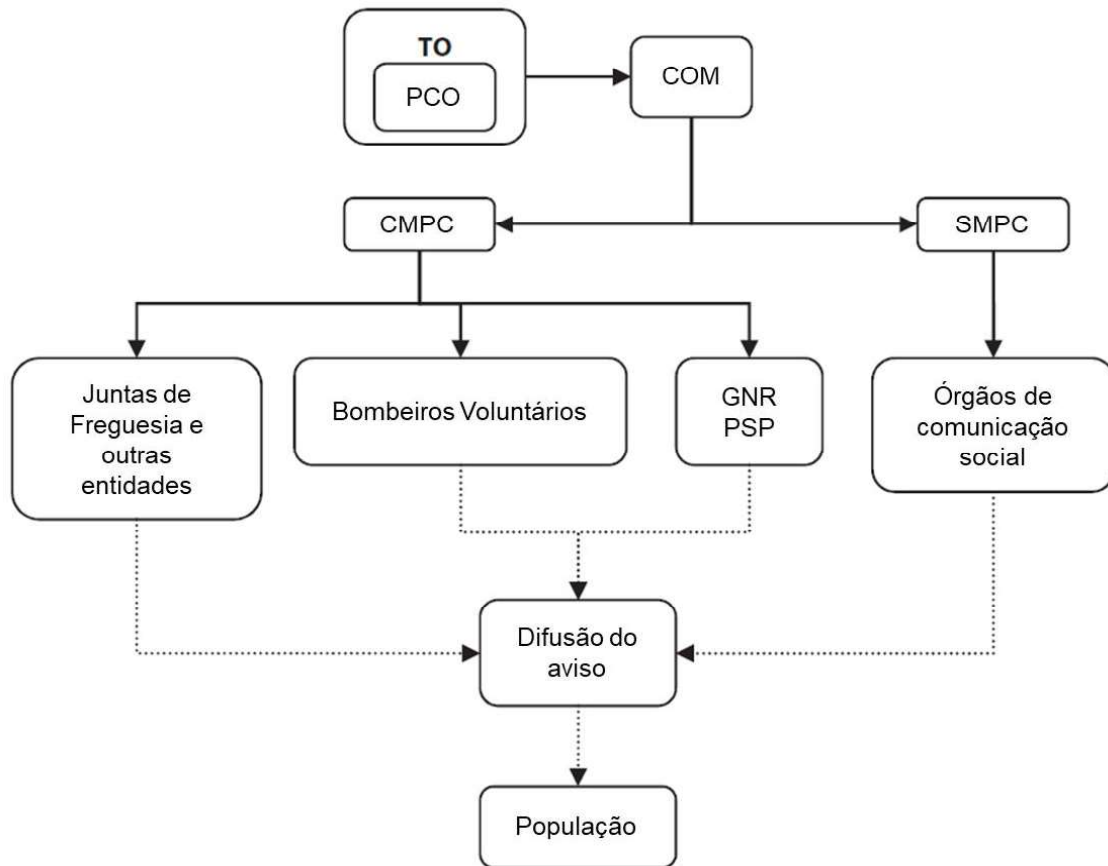 TO
PCO
COM
CMPC
SMPC
Juntas de
Freguesia e
outras
entidades
Bombeiros Voluntários
GNR
PSP
Órgãos de
comunicação
social
Difusão do
aviso
População